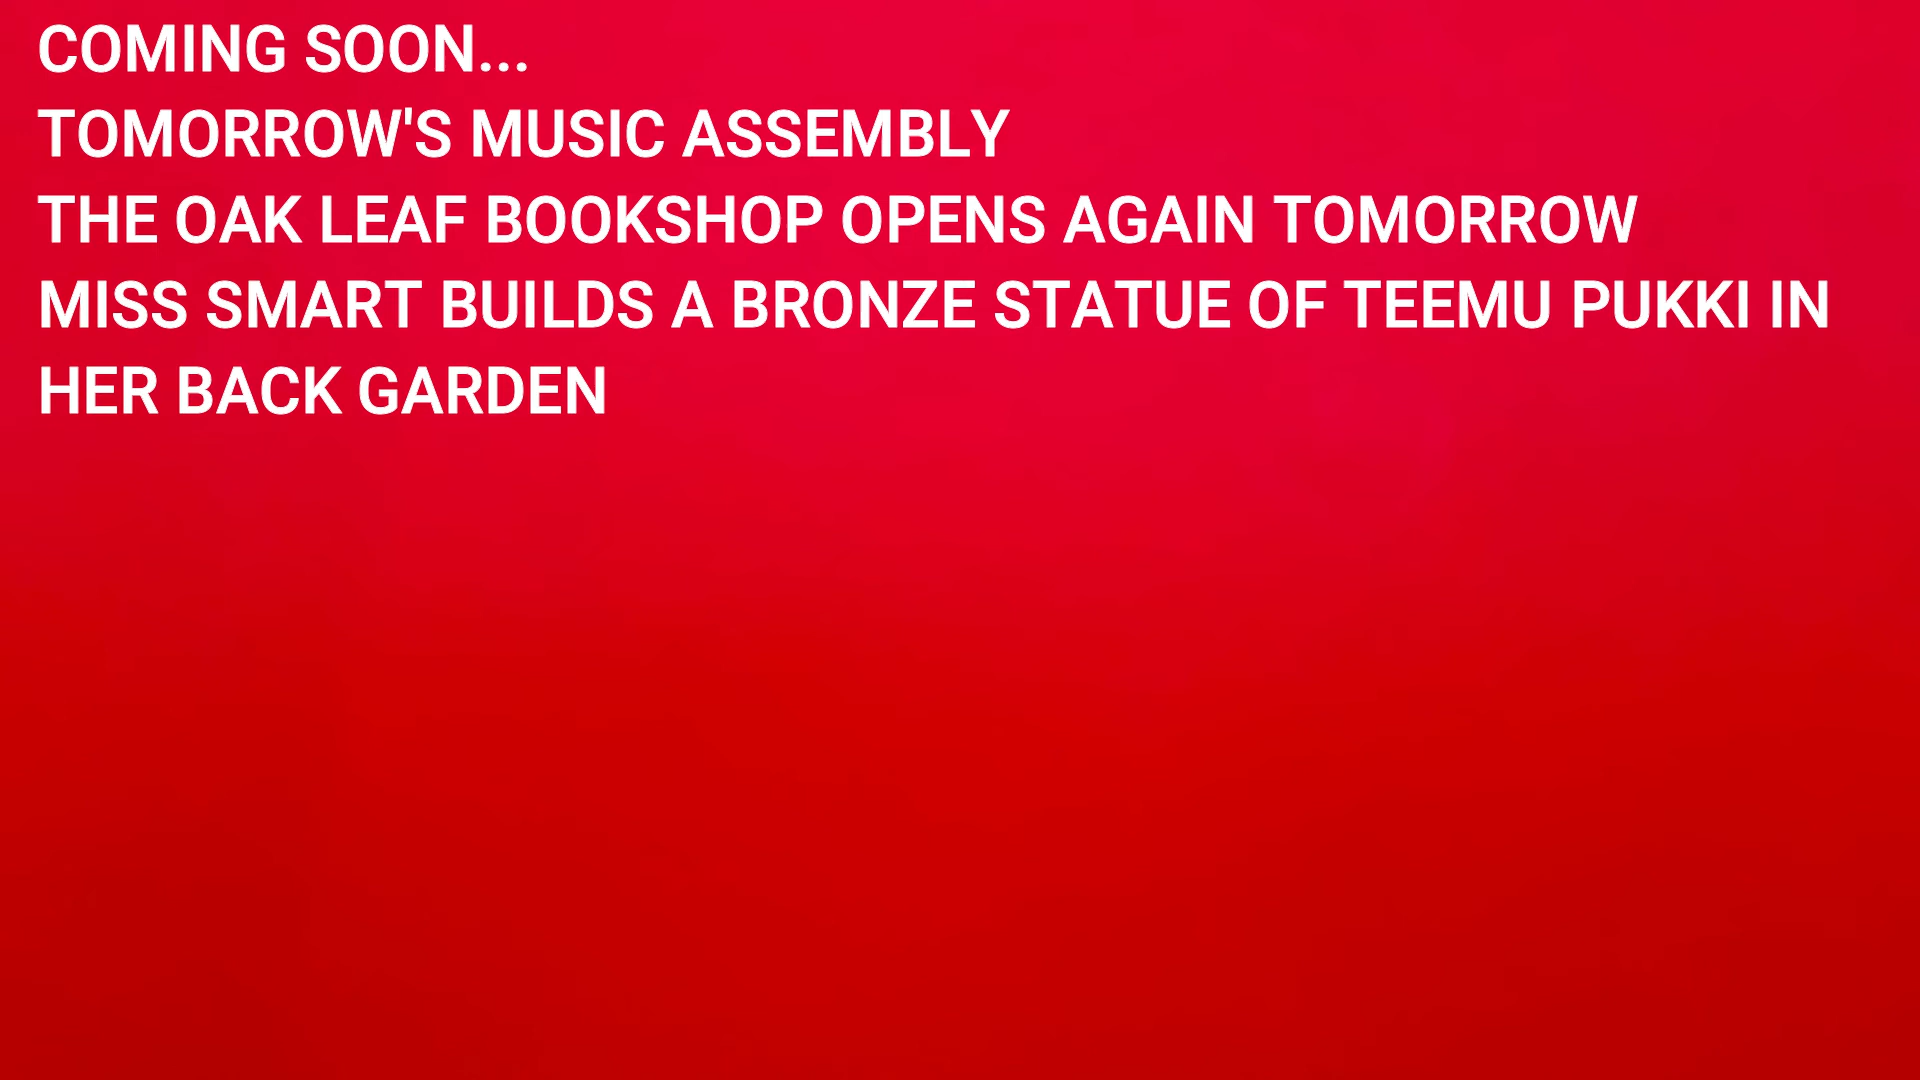 COMING SOON...
TOMORROW'S MUSIC ASSEMBLY
THE OAK LEAF BOOKSHOP OPENS AGAIN TOMORROW
MISS SMART BUILDS A BRONZE STATUE OF TEEMU PUKKI IN
HER BACK GARDEN